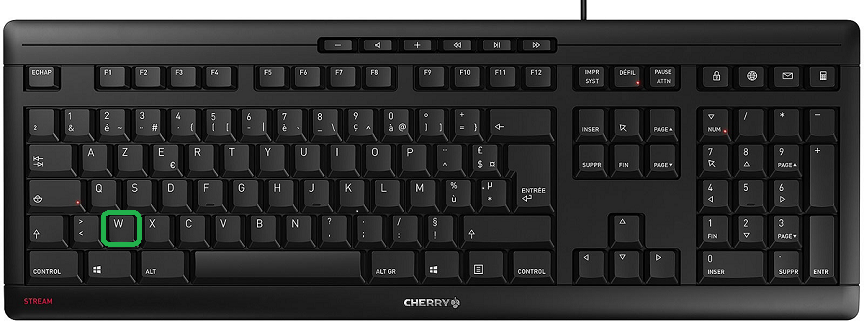 − +
ECHAP F1 F2 F3 F4 F5 F6 F7 F8 F9 F10 F11 F12 IMPR SYST DÉFIL PAUSE ATTN
² 1 & 2 é ~ 3 " # 4 ' { 5 ( [ 6 - | 7 è ` 8 _ \ 9 ç ^ 0 à @ ° ) ] + = } INSER PAGE▲ NUM / * −
A Z E € R T Y U I O P ¨ ^ £ $ ¤ SUPPR FIN PAGE▼ 7 8 9 PAGE▲ +
Q S D F G H J K L M % ù µ * ENTRÉE 4 5 6
> < W X C V B N ? , . ; / : § ! 1 FIN 2 3 PAGE▼
CONTROL ALT ALT GR CONTROL 0 INSER . SUPPR ENTR
STREAM CHERRY